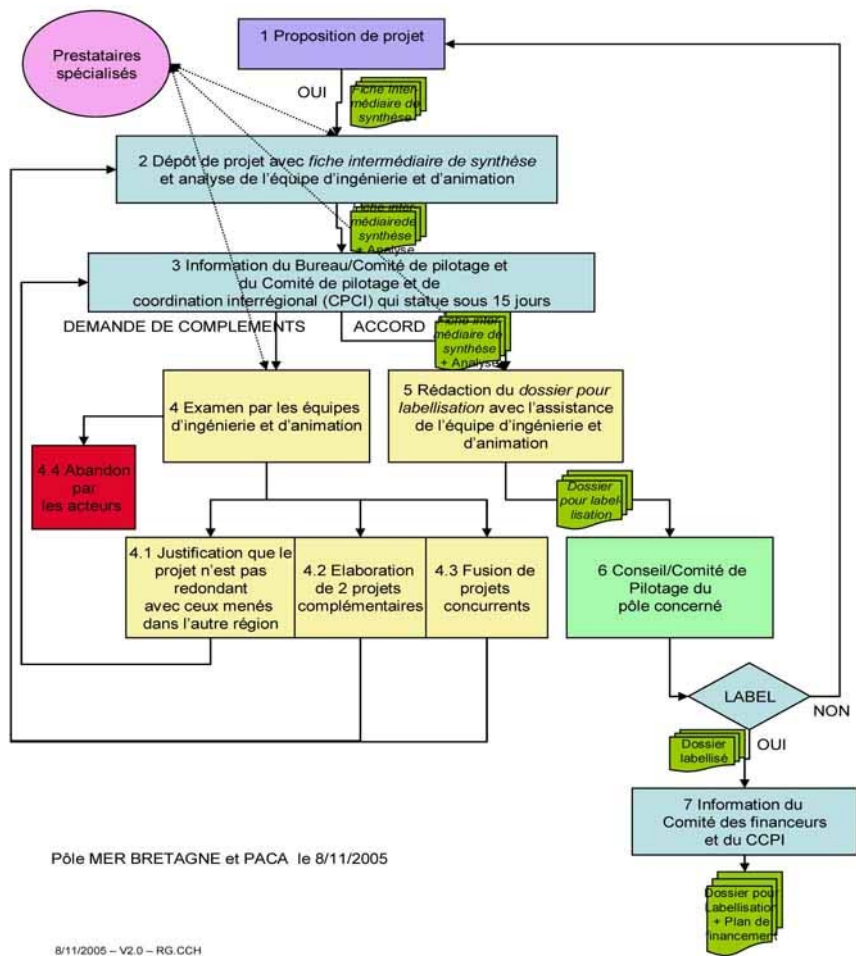 Prestataires
spécialisés
1 Proposition de projet
OUI
Fiche inter-
médiaire de
synthèse
2 Dépôt de projet avec fiche intermédiaire de synthèse
et analyse de l'équipe d'ingénierie et d'animation
Fiche inter-
médiairede
synthèse
+ Analyse
3 Information du Bureau/Comité de pilotage et
du Comité de pilotage et de
coordination interrégional (CPCI) qui statue sous 15 jours
DEMANDE DE COMPLEMENTS
ACCORD
Fiche inter-
médiaire de
synthèse
+ Analyse
4 Examen par les équipes
d'ingénierie et d'animation
5 Rédaction du dossier pour
labellisation avec l'assistance
de l'équipe d'ingénierie et
d'animation
4.4 Abandon
par
les acteurs
Dossier
pour label-
lisation
4.1 Justification que le
projet n'est pas
redondant
avec ceux menés
dans l'autre région
4.2 Elaboration
de 2 projets
complémentaires
4.3 Fusion de
projets
concurrents
6 Conseil/Comité de
Pilotage du
pôle concerné
LABEL
NON
OUI
Dossier
labellisé
7 Information du
Comité des financeurs
et du CCPI
Dossier pour
Labellisation
+ Plan de
financement
Pôle MER BRETAGNE et PACA le 8/11/2005
8/11/2005 – V2.0 – RG.CCH